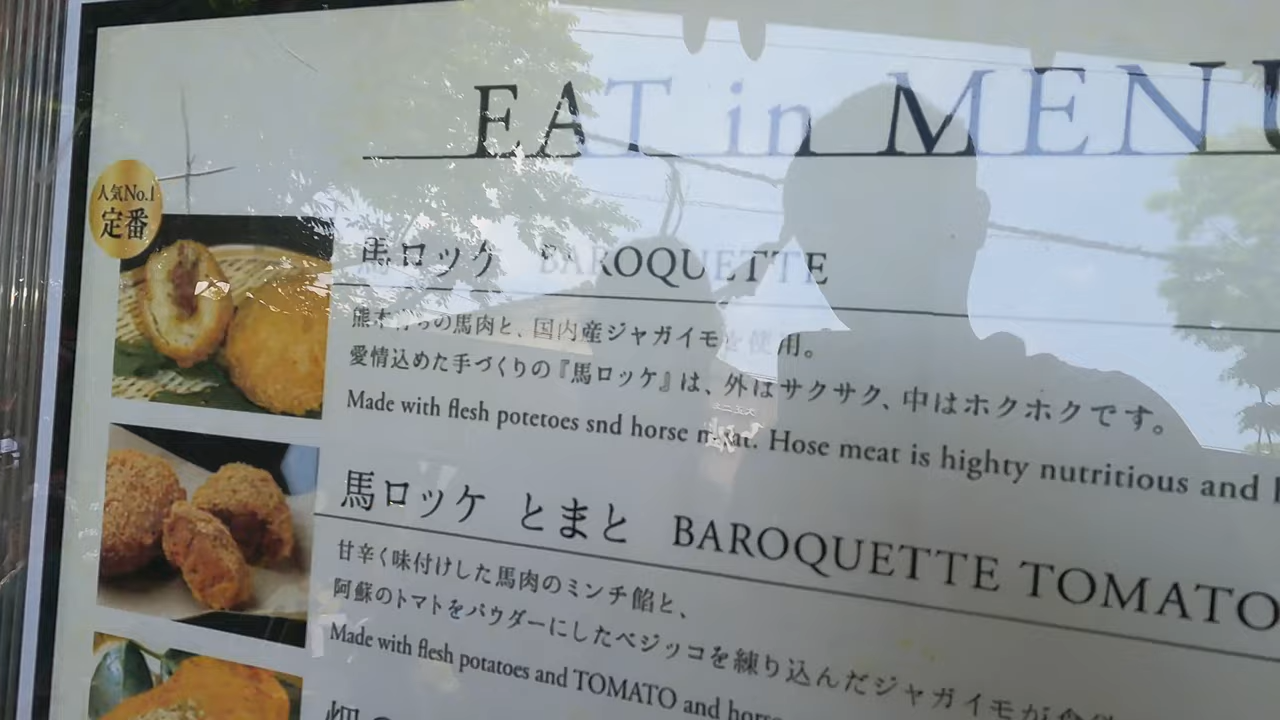 EAT in MENU
人気No.1
定番
馬ロッケ BAROQUETTE
熊本育ちの馬肉と、国内産ジャガイモを使用。
愛情込めた手づくりの『馬ロッケ』は、外はサクサク、中はホクホクです。
Made with flesh potetoes snd horse meat. Hose meat is highty nutritious and
馬ロッケ とまと BAROQUETTE TOMATO
甘辛く味付けした馬肉のミンチ餡と、
阿蘇のトマトをパウダーにしたベジッコを練り込んだジャガイモが
Made with flesh potatoes and TOMATO and horse